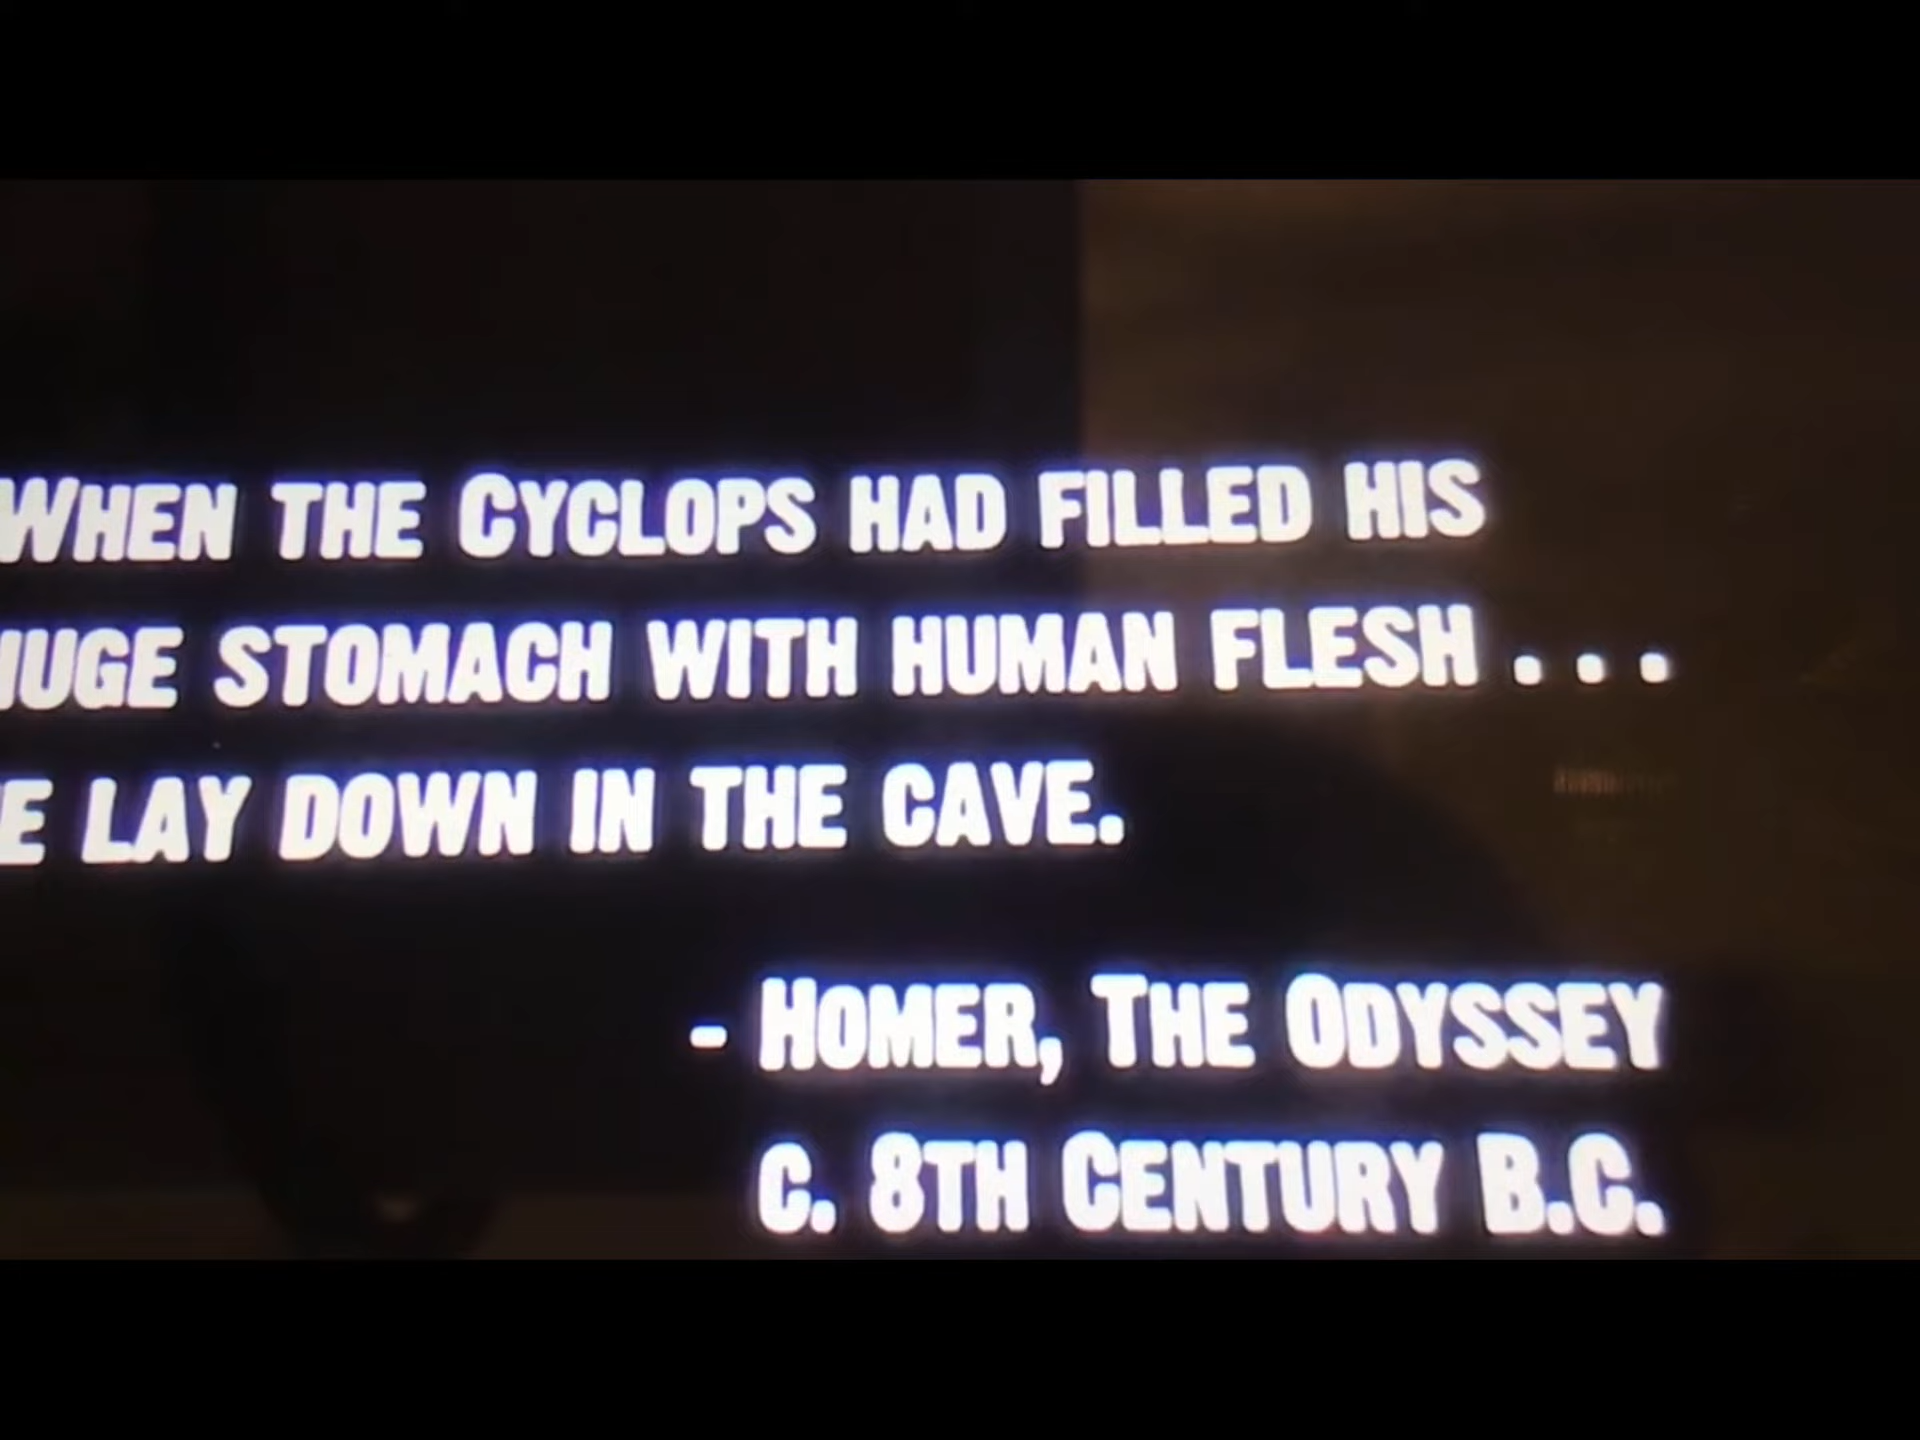 When the Cyclops had filled his
huge stomach with human flesh . . .
e lay down in the cave.
- Homer, The Odyssey
c. 8th Century B.C.